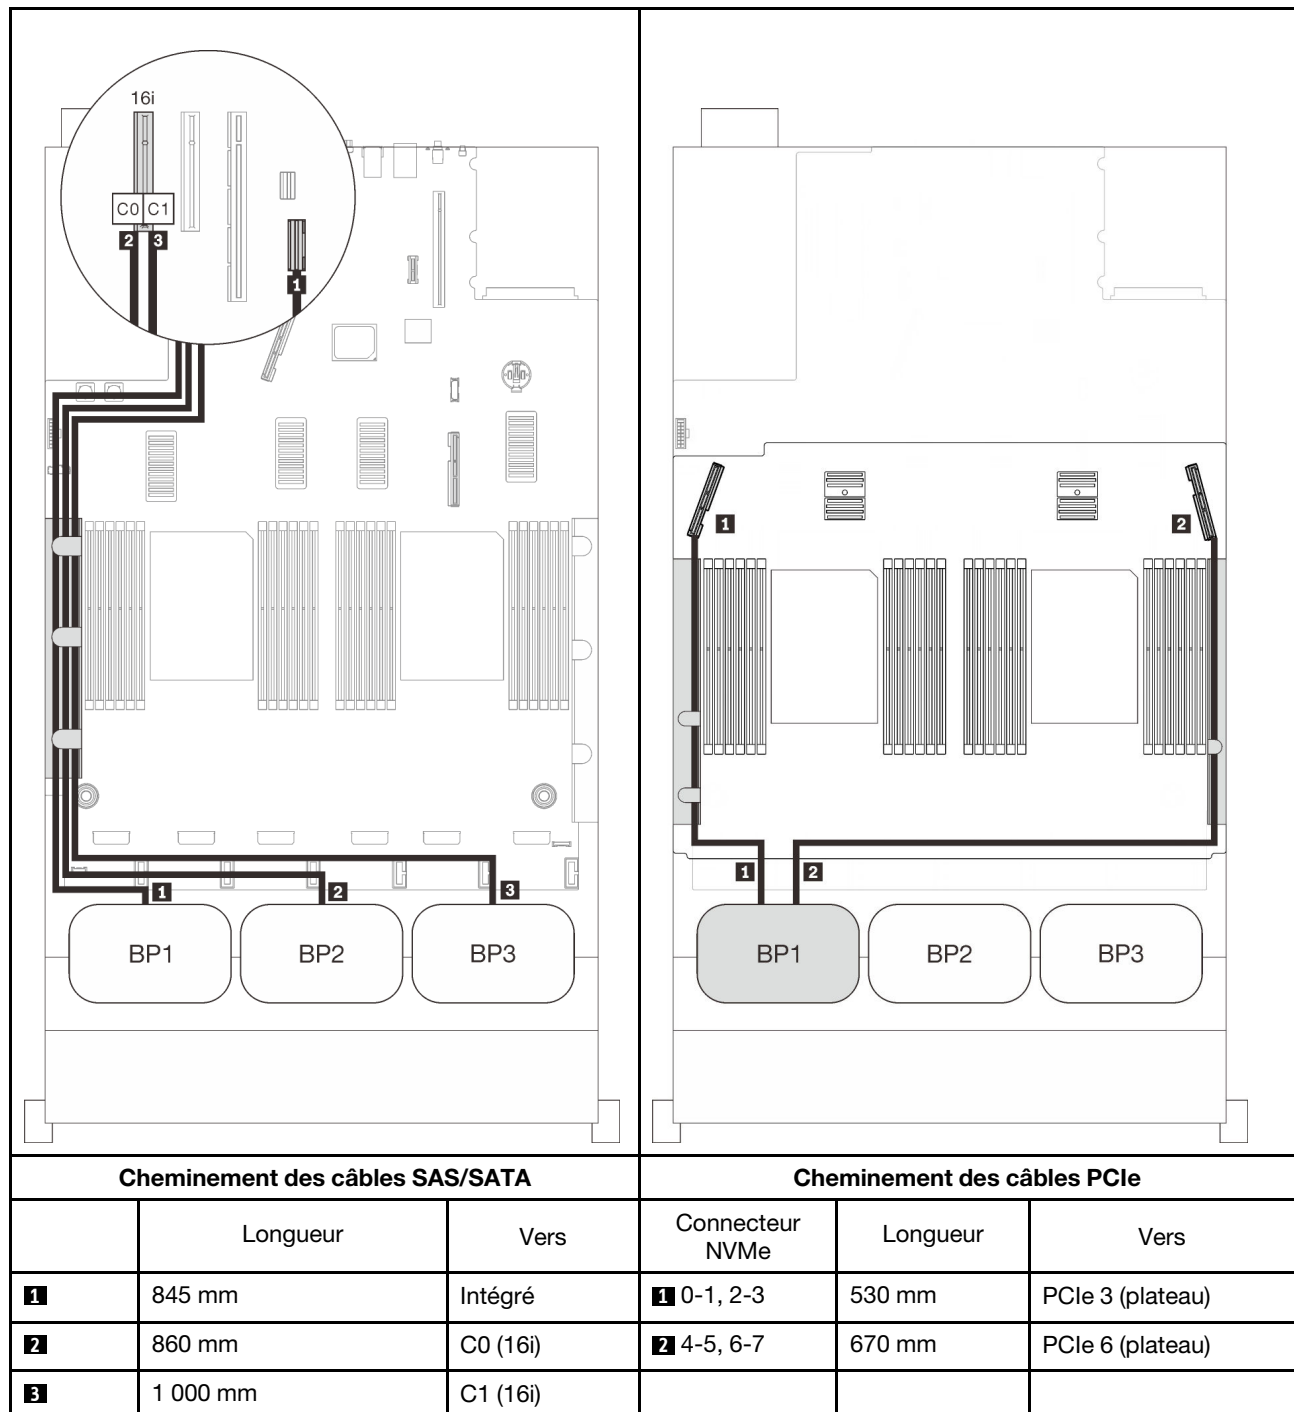 16i
C0 C1
2 3
1
1 2 3
BP1 BP2 BP3
1 2
1 2
BP1 BP2 BP3
Cheminement des câbles SAS/SATA
Cheminement des câbles PCIe
Longueur Vers
Connecteur NVMe Longueur Vers
1 845 mm Intégré
1 0-1, 2-3 530 mm PCIe 3 (plateau)
2 860 mm C0 (16i)
2 4-5, 6-7 670 mm PCIe 6 (plateau)
3 1 000 mm C1 (16i)